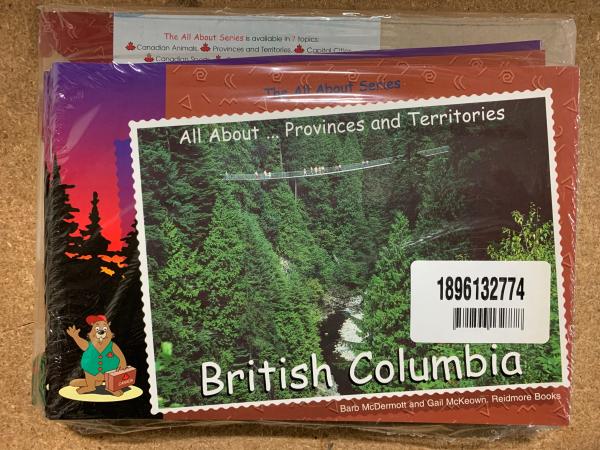 The All About Series is available in 7 topics:
Canadian Animals, Provinces and Territories, Capital Cities
Canadian
The All About Series
All About ... Provinces and Territories
1896132774
British Columbia
Barb McDermott and Gail McKeown, Reidmore Books